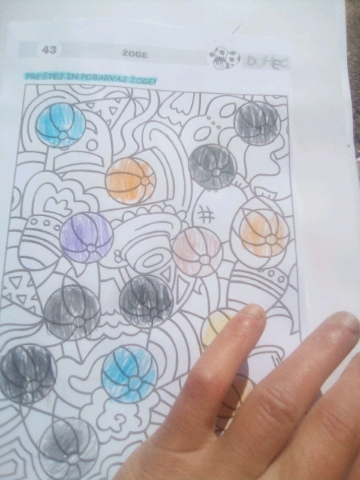 43 ŽOGE
PREŠTEJ IN POBARVAJ ŽOGE!
#